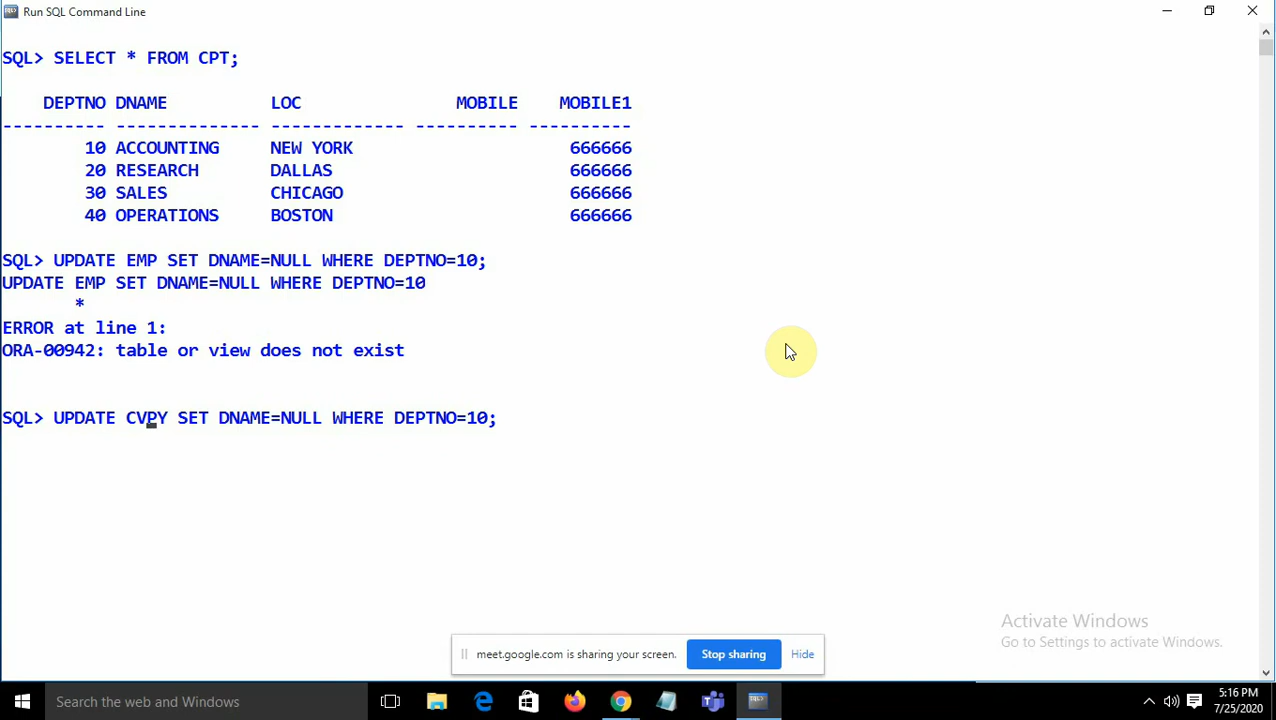 Run SQL Command Line
SQL> SELECT * FROM CPT;
DEPTNO DNAME LOC MOBILE MOBILE1
---------- -------------- ------------- ---------- ----------
10 ACCOUNTING NEW YORK 666666
20 RESEARCH DALLAS 666666
30 SALES CHICAGO 666666
40 OPERATIONS BOSTON 666666
SQL> UPDATE EMP SET DNAME=NULL WHERE DEPTNO=10;
UPDATE EMP SET DNAME=NULL WHERE DEPTNO=10
*
ERROR at line 1:
ORA-00942: table or view does not exist
SQL> UPDATE CVPY SET DNAME=NULL WHERE DEPTNO=10;
Activate Windows
Go to Settings to activate Windows.
meet.google.com is sharing your screen. Stop sharing Hide
Search the web and Windows
5:16 PM
7/25/2020